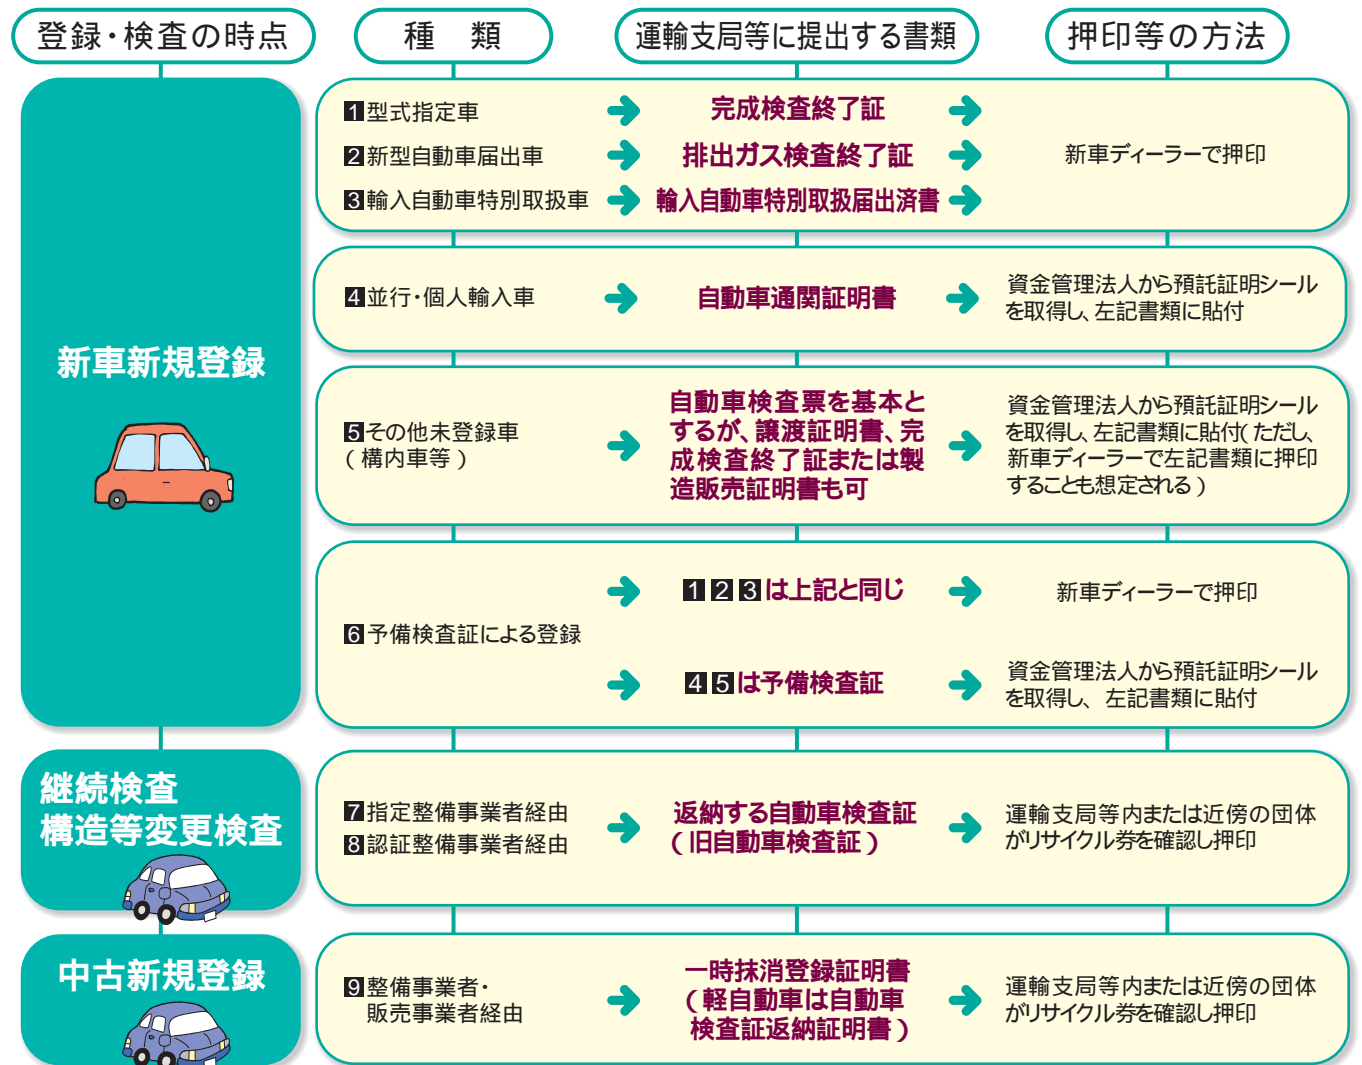 登録・検査の時点
種 類
運輸支局等に提出する書類
押印等の方法
新車新規登録
1型式指定車
完成検査終了証
2新型自動車届出車
排出ガス検査終了証
新車ディーラーで押印
3輸入自動車特別取扱車
輸入自動車特別取扱届出済書
4並行・個人輸入車
自動車通関証明書
資金管理法人から預託証明シール
を取得し、左記書類に貼付
5その他未登録車
(構内車等)
自動車検査票を基本と
するが、譲渡証明書、完
成検査終了証または製
造販売証明書も可
資金管理法人から預託証明シール
を取得し、左記書類に貼付(ただし、
新車ディーラーで左記書類に押印
することも想定される)
6予備検査証による登録
1 2 3は上記と同じ
新車ディーラーで押印
4 5は予備検査証
資金管理法人から預託証明シール
を取得し、左記書類に貼付
継続検査
構造等変更検査
7指定整備事業者経由
8認証整備事業者経由
返納する自動車検査証
(旧自動車検査証)
運輸支局等内または近傍の団体
がリサイクル券を確認し押印
中古新規登録
9整備事業者・
販売事業者経由
一時抹消登録証明書
(軽自動車は自動車
検査証返納証明書)
運輸支局等内または近傍の団体
がリサイクル券を確認し押印